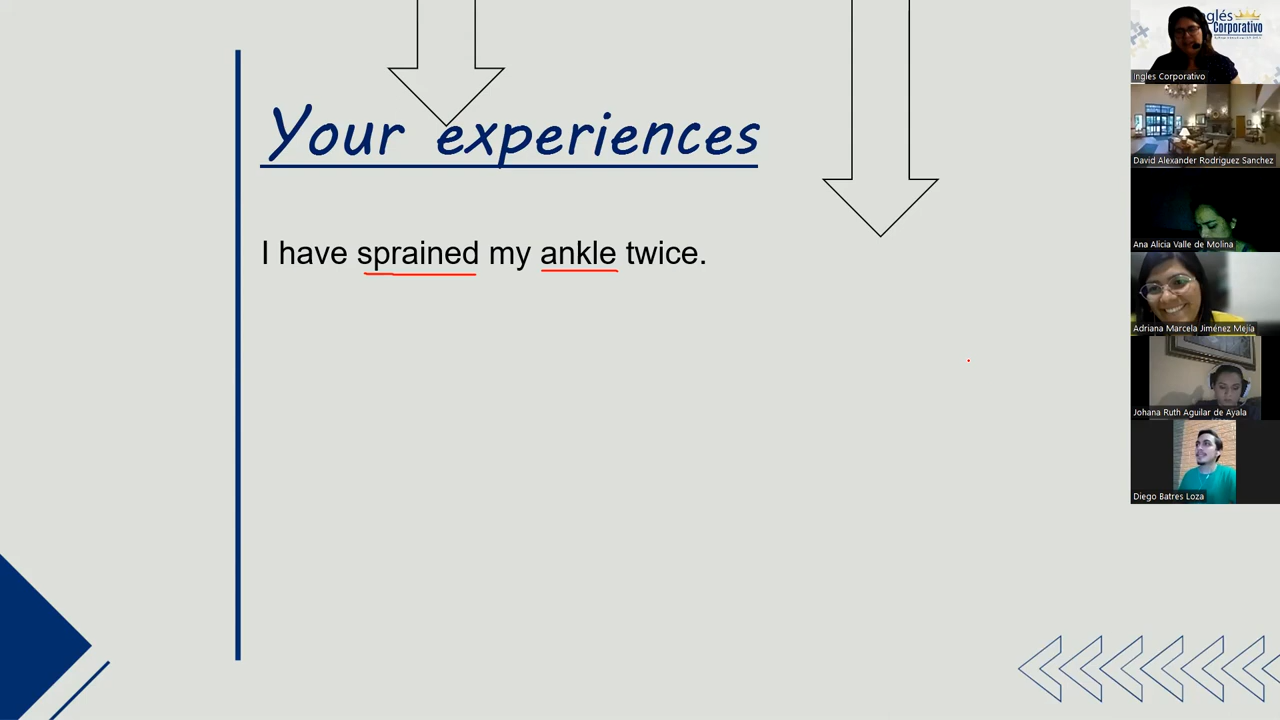 Your experiences
I have sprained my ankle twice.
Inglés
Corporativo
Ingles Corporativo
David Alexander Rodriguez Sanchez
Ana Alicia Valle de Molina
Adriana Marcela Jiménez Mejía
Johana Ruth Aguilar de Ayala
Diego Batres Loza